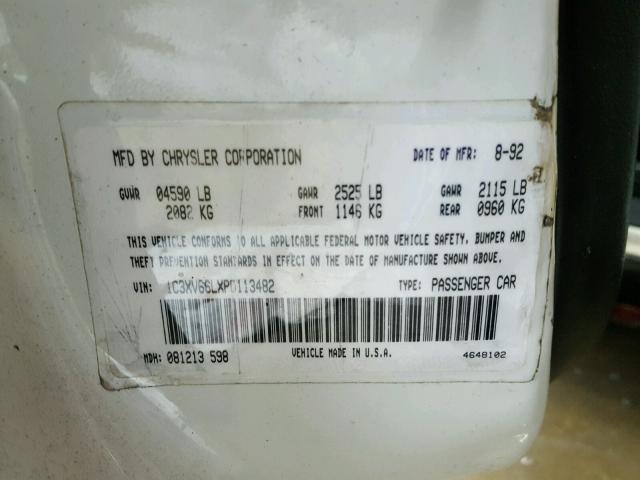 MFD BY CHRYSLER CORPORATION DATE OF MFR: 8-92
GVWR 04590 LB GAWR 2525 LB GAWR 2115 LB
2082 KG FRONT 1146 KG REAR 0960 KG
THIS VEHICLE CONFORMS TO ALL APPLICABLE FEDERAL MOTOR VEHICLE SAFETY, BUMPER AND
THEFT PREVENTION STANDARDS IN EFFECT ON THE DATE OF MANUFACTURE SHOWN ABOVE.
VIN: 1C3XV66LXPD113482 TYPE: PASSENGER CAR
MDH: 081213 598 VEHICLE MADE IN U.S.A. 4648102